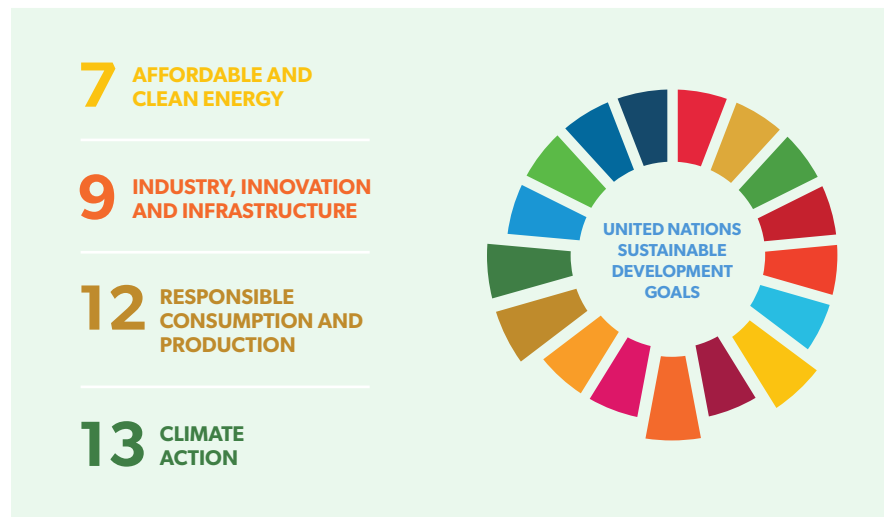 7 AFFORDABLE AND
CLEAN ENERGY
9 INDUSTRY, INNOVATION
AND INFRASTRUCTURE
12 RESPONSIBLE
CONSUMPTION AND
PRODUCTION
13 CLIMATE
ACTION
UNITED NATIONS
SUSTAINABLE
DEVELOPMENT
GOALS